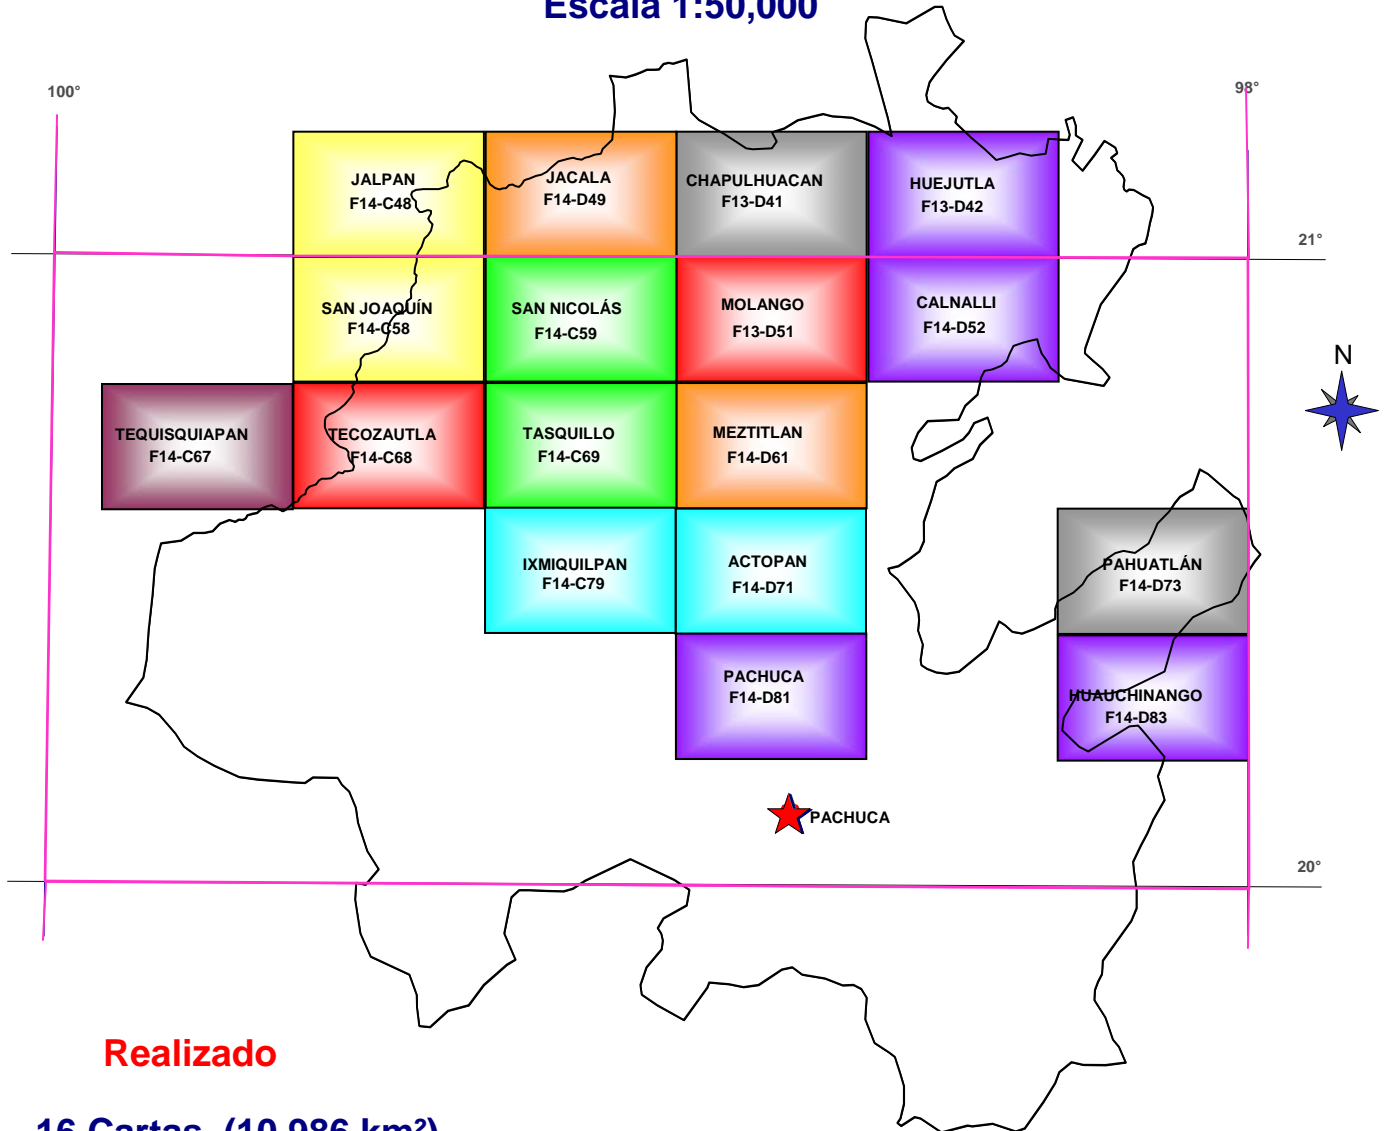 Escala 1:50,000
100°
98°
JALPAN
F14-C48
JACALA
F14-D49
CHAPULHUACAN
F13-D41
HUEJUTLA
F13-D42
21°
SAN JOAQUÍN
F14-C58
SAN NICOLÁS
F14-C59
MOLANGO
F13-D51
CALNALLI
F14-D52
N
TEQUISQUIAPAN
F14-C67
TECOZAUTLA
F14-C68
TASQUILLO
F14-C69
MEZTITLAN
F14-D61
IXMIQUILPAN
F14-C79
ACTOPAN
F14-D71
PAHUATLÁN
F14-D73
PACHUCA
F14-D81
HUAUCHINANGO
F14-D83
PACHUCA
20°
Realizado
16 Cartas (10,986 km²)